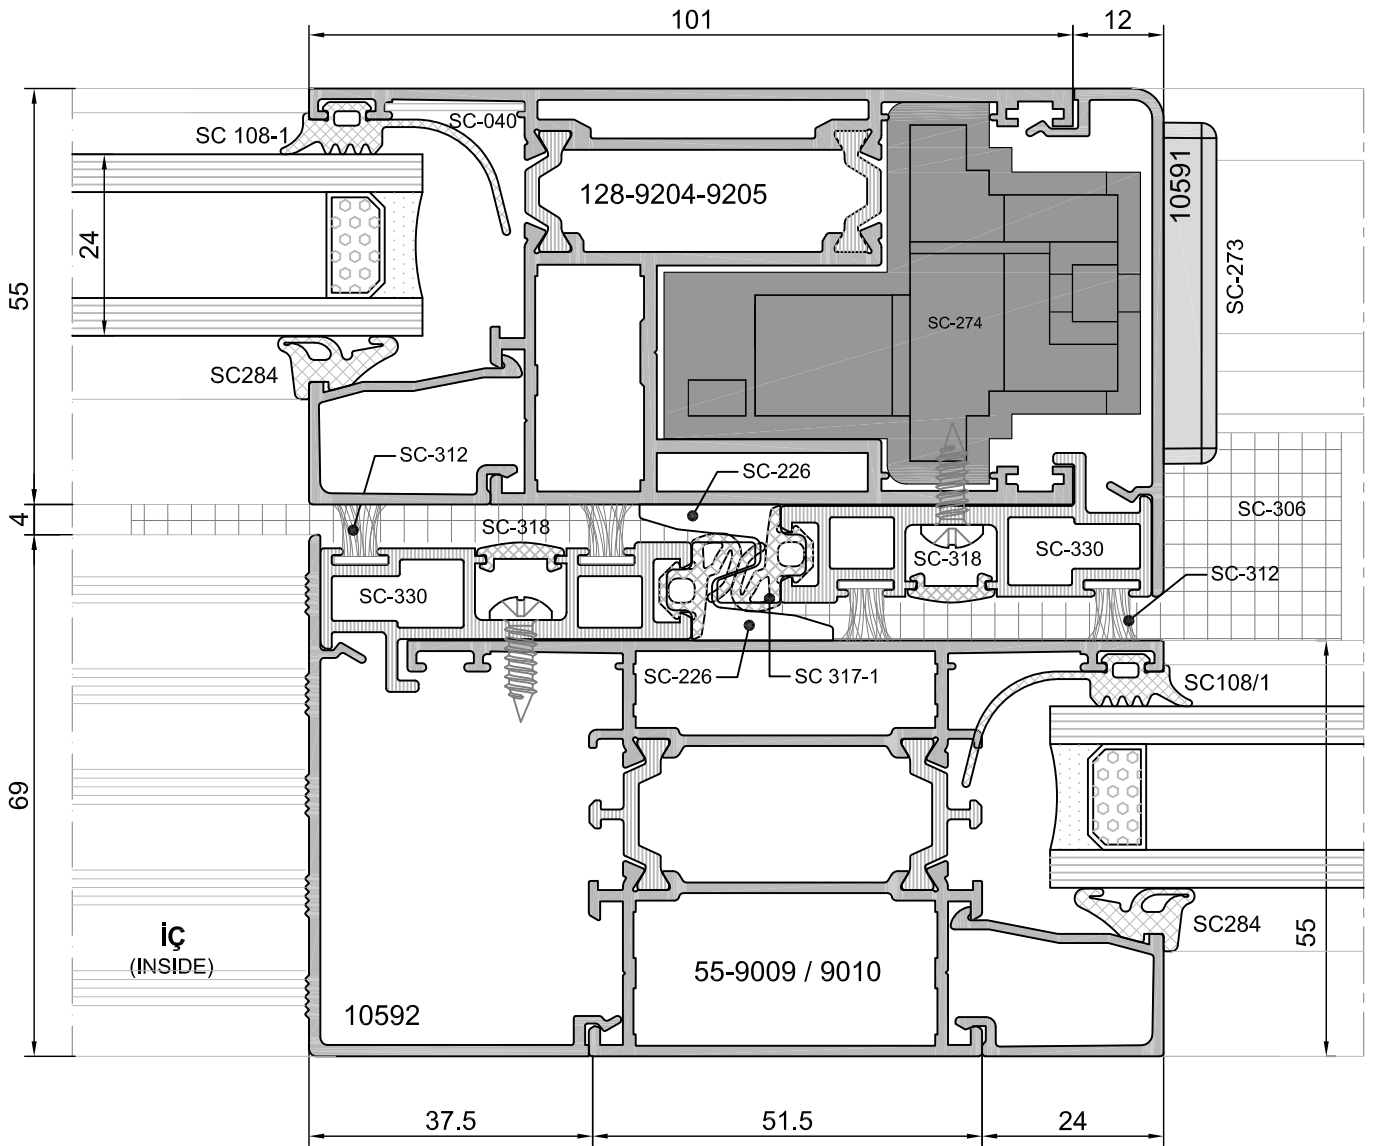 101
12
SC-040
SC 108-1
10591
128-9204-9205
24
55
SC-273
SC-274
SC284
SC-312
SC-226
4
SC-318
SC-306
SC-318
SC-330
SC-312
SC-330
SC-226
SC 317-1
SC108/1
69
SC284
55
İÇ
(INSIDE)
55-9009 / 9010
10592
37.5
51.5
24